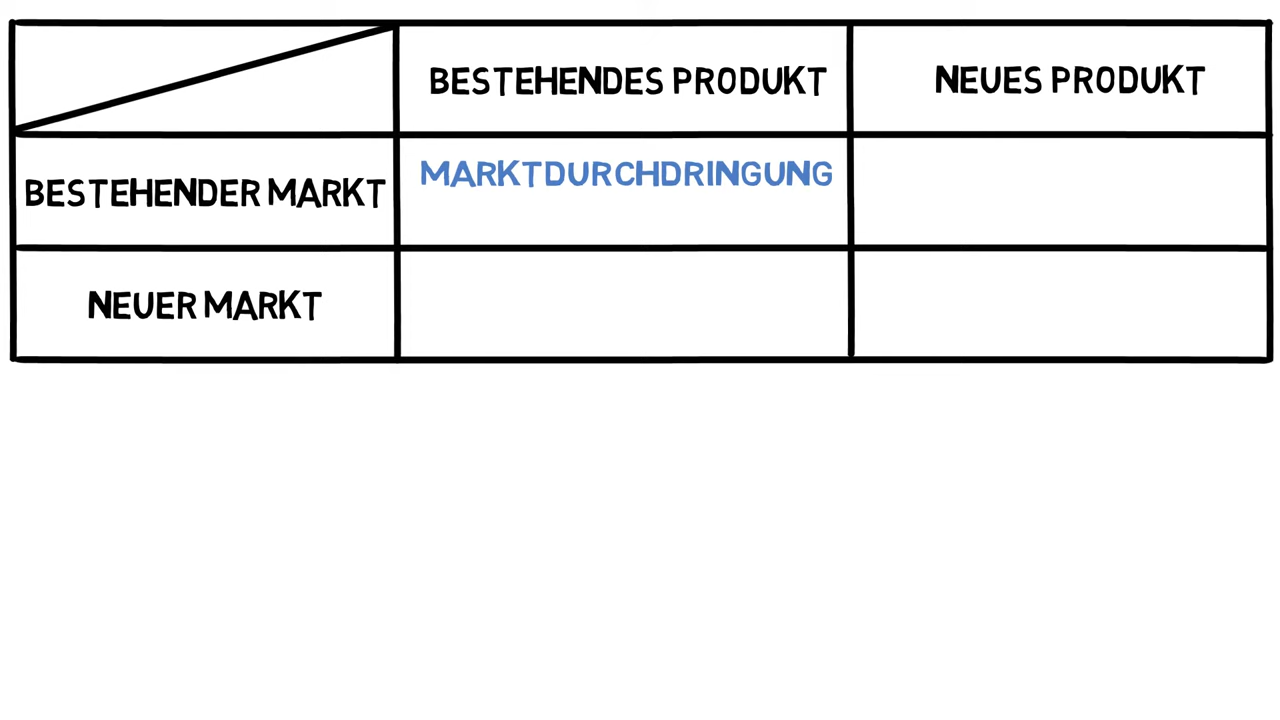 BESTEHENDES PRODUKT
NEUES PRODUKT
BESTEHENDER MARKT
MARKTDURCHDRINGUNG
NEUER MARKT